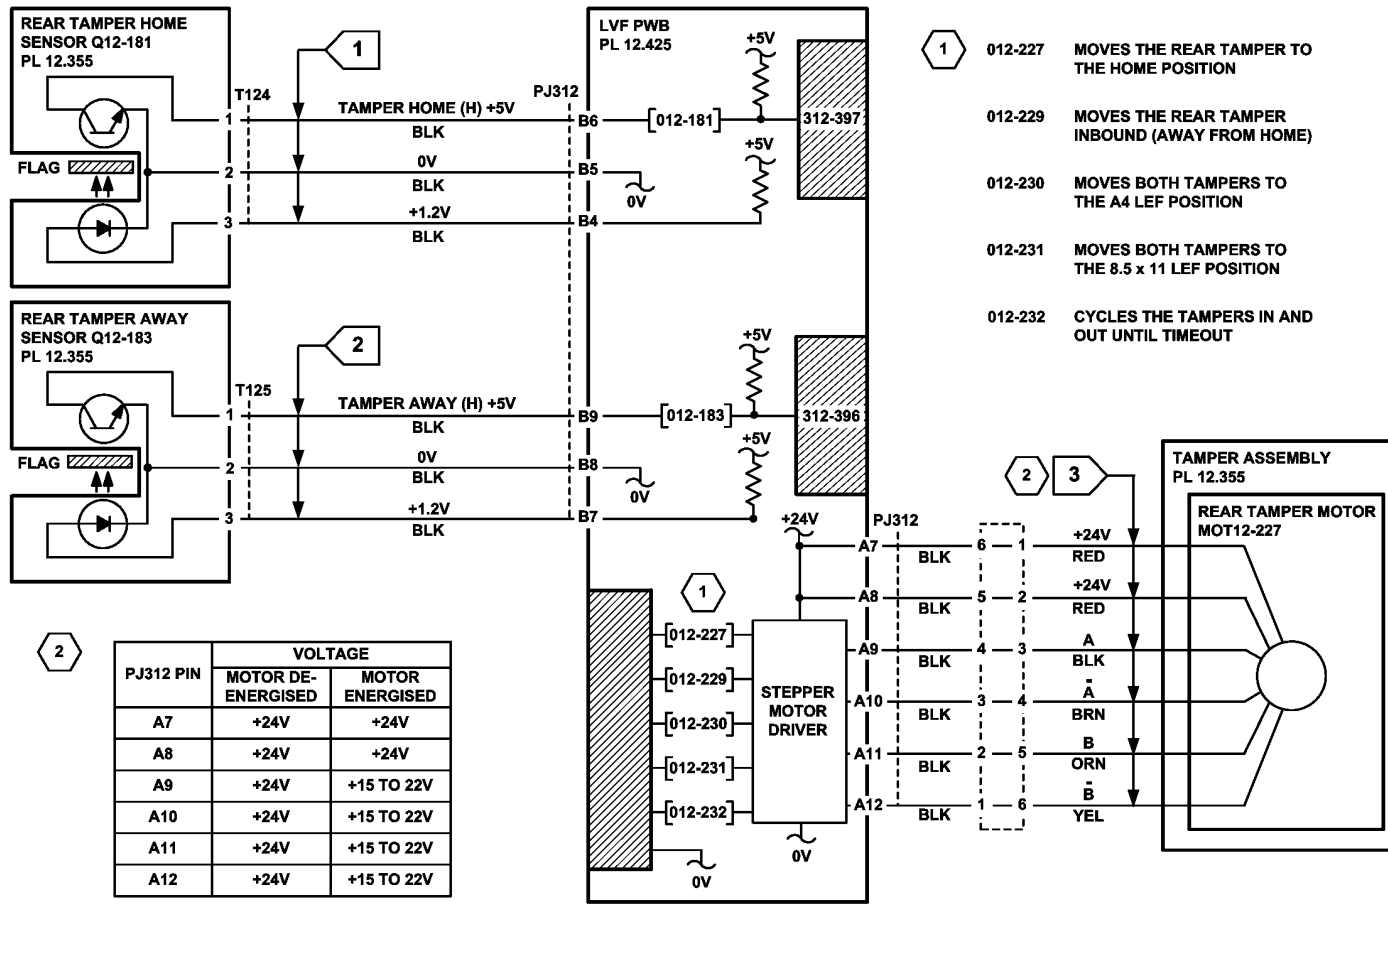 REAR TAMPER HOME
SENSOR Q12-181
PL 12.355
FLAG
T124
1
2
3
1
TAMPER HOME (H) +5V
BLK
0V
BLK
+1.2V
BLK
PJ312
B6
B5
B4
LVF PWB
PL 12.425
[012-181]
+5V
+5V
0V
312-397
REAR TAMPER AWAY
SENSOR Q12-183
PL 12.355
FLAG
T125
1
2
3
2
TAMPER AWAY (H) +5V
BLK
0V
BLK
+1.2V
BLK
B9
B8
B7
[012-183]
+5V
+5V
0V
312-396
1
012-227 MOVES THE REAR TAMPER TO
THE HOME POSITION
012-229 MOVES THE REAR TAMPER
INBOUND (AWAY FROM HOME)
012-230 MOVES BOTH TAMPERS TO
THE A4 LEF POSITION
012-231 MOVES BOTH TAMPERS TO
THE 8.5 x 11 LEF POSITION
012-232 CYCLES THE TAMPERS IN AND
OUT UNTIL TIMEOUT
2
PJ312 PIN
VOLTAGE
MOTOR DE-
ENERGISED
MOTOR
ENERGISED
A7 +24V +24V
A8 +24V +24V
A9 +24V +15 TO 22V
A10 +24V +15 TO 22V
A11 +24V +15 TO 22V
A12 +24V +15 TO 22V
1
[012-227]
[012-229]
[012-230]
[012-231]
[012-232]
0V
+24V
STEPPER
MOTOR
DRIVER
0V
PJ312
A7 BLK 6 1 +24V RED
A8 BLK 5 2 +24V RED
A9 BLK 4 3 A BLK
A10 BLK 3 4 A̅ BRN
A11 BLK 2 5 B ORN
A12 BLK 1 6 B̅ YEL
2
3
TAMPER ASSEMBLY
PL 12.355
REAR TAMPER MOTOR
MOT12-227